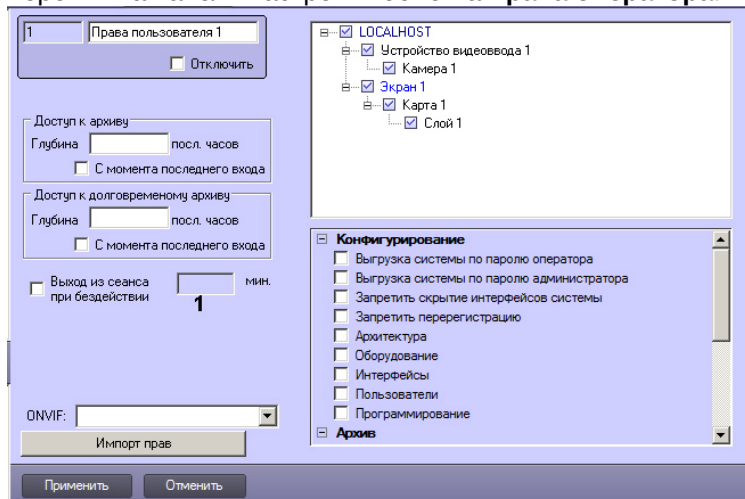 1
Права пользователя 1
Отключить
Доступ к архиву
Глубина
посл. часов
С момента последнего входа
Доступ к долговременому архиву
Глубина
посл. часов
С момента последнего входа
Выход из сеанса
при бездействии
мин.
1
ONVIF:
Импорт прав
LOCALHOST
Устройство видеоввода 1
Камера 1
Экран 1
Карта 1
Слой 1
Конфигурирование
Выгрузка системы по паролю оператора
Выгрузка системы по паролю администратора
Запретить скрытие интерфейсов системы
Запретить перерегистрацию
Архитектура
Оборудование
Интерфейсы
Пользователи
Программирование
Архив
Применить
Отменить